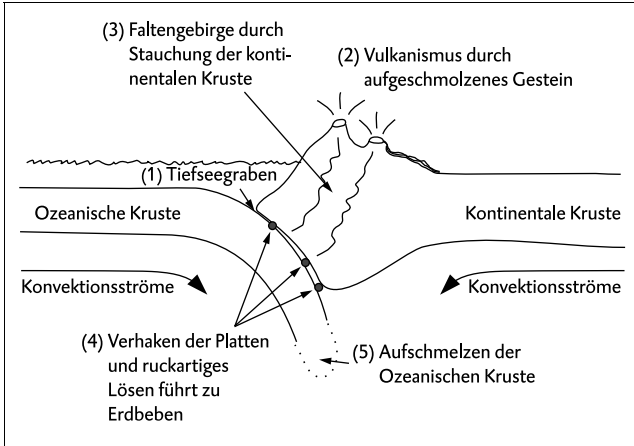 (3) Faltengebirge durch
Stauchung der konti-
nentalen Kruste
(2) Vulkanismus durch
aufgeschmolzenes Gestein
(1) Tiefseegraben
Ozeanische Kruste
Kontinentale Kruste
Konvektionsströme
Konvektionsströme
(4) Verhaken der Platten
und ruckartiges
Lösen führt zu
Erdbeben
(5) Aufschmelzen der
Ozeanischen Kruste